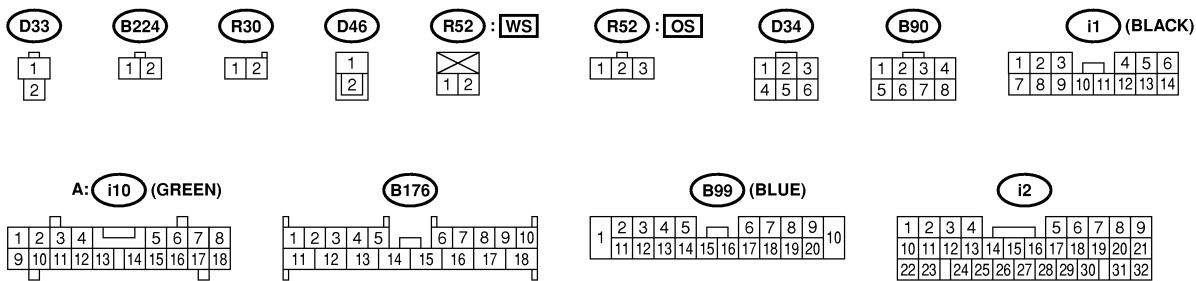 D33 B224 R30 D46 R52 : WS R52 : OS D34 B90 i1 (BLACK)
1 1 2 1 2 1 1 2 3 1 2 3 1 2 3 4 1 2 3 4 5 6
2 2 1 2 4 5 6 5 6 7 8 7 8 9 10 11 12 13 14
A: i10 (GREEN) B176 B99 (BLUE) i2
1 2 3 4 5 6 7 8 1 2 3 4 5 6 7 8 9 10 1 2 3 4 5 6 7 8 9 10 1 2 3 4 5 6 7 8 9
9 10 11 12 13 14 15 16 17 18 11 12 13 14 15 16 17 18 11 12 13 14 15 16 17 18 19 20 10 11 12 13 14 15 16 17 18 19 20 21
22 23 24 25 26 27 28 29 30 31 32